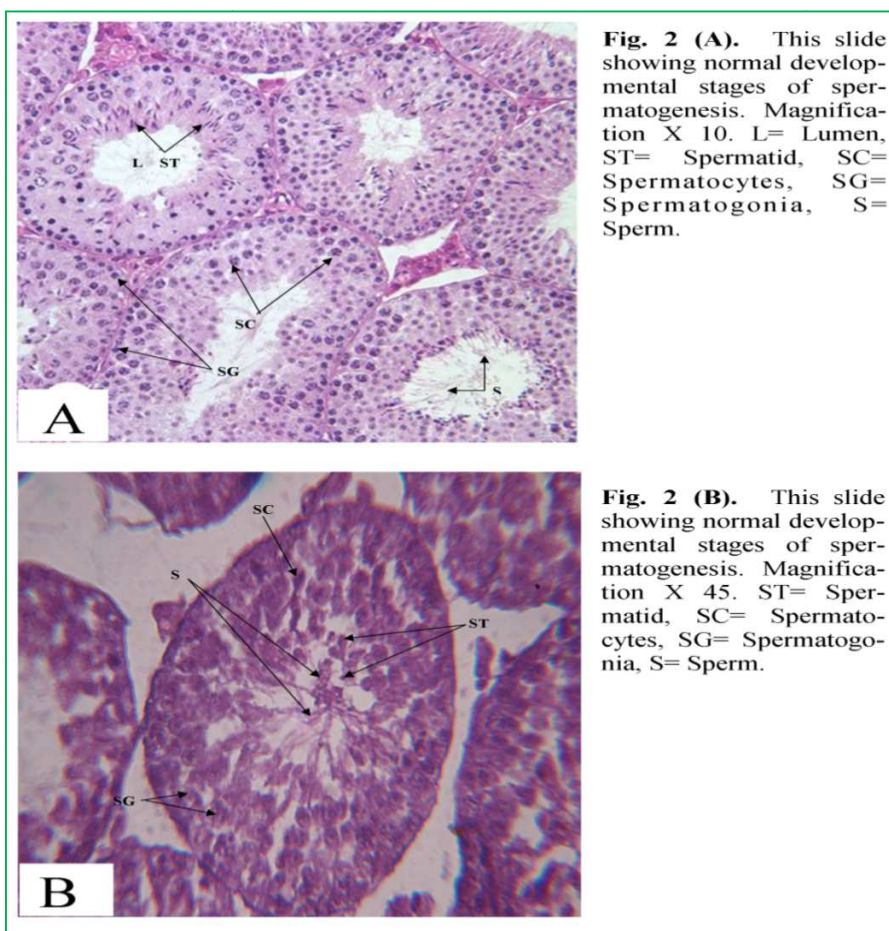 Fig. 2 (A). This slide
showing normal develop-
mental stages of sper-
matogenesis. Magnifica-
tion X 10. L= Lumen,
ST= Spermatid, SC=
Spermatocytes, SG=
Spermatogonia, S=
Sperm.
L ST
SC
SG
S
A
Fig. 2 (B). This slide
showing normal develop-
mental stages of sper-
matogenesis. Magnifica-
tion X 45. ST= Sper-
matid, SC= Spermato-
cytes, SG= Spermatogo-
nia, S= Sperm.
SC
S
ST
SG
B